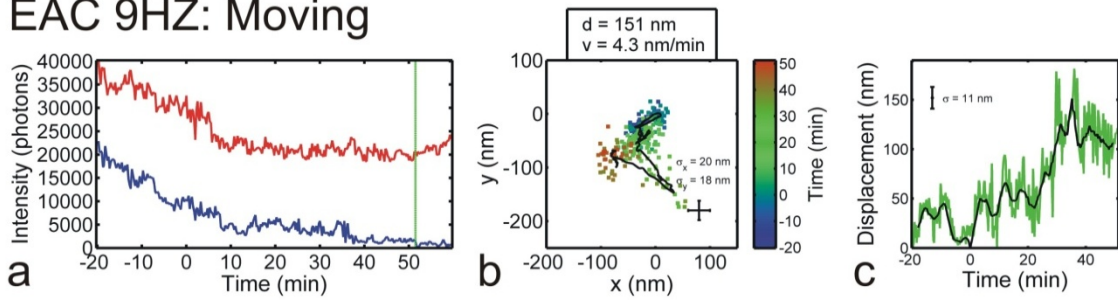 EAC 9HZ: Moving
d = 151 nm
v = 4.3 nm/min
Intensity (photons)
40000
35000
30000
25000
20000
15000
10000
5000
0
-20 -10 0 10 20 30 40 50
Time (min)
a
y (nm)
100
0
-100
-200
σx = 20 nm
σy = 18 nm
-200 -100 0 100
x (nm)
b
50
40
30
20
10
0
-10
-20
Time (min)
Displacement (nm)
150
100
50
0
σ = 11 nm
-20 0 20 40
Time (min)
c